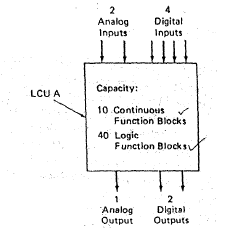 2
Analog
Inputs
4
Digital
Inputs
LCU A
Capacity:
10 Continuous
Function Blocks
40 Logic
Function Blocks
1
Analog
Output
2
Digital
Outputs